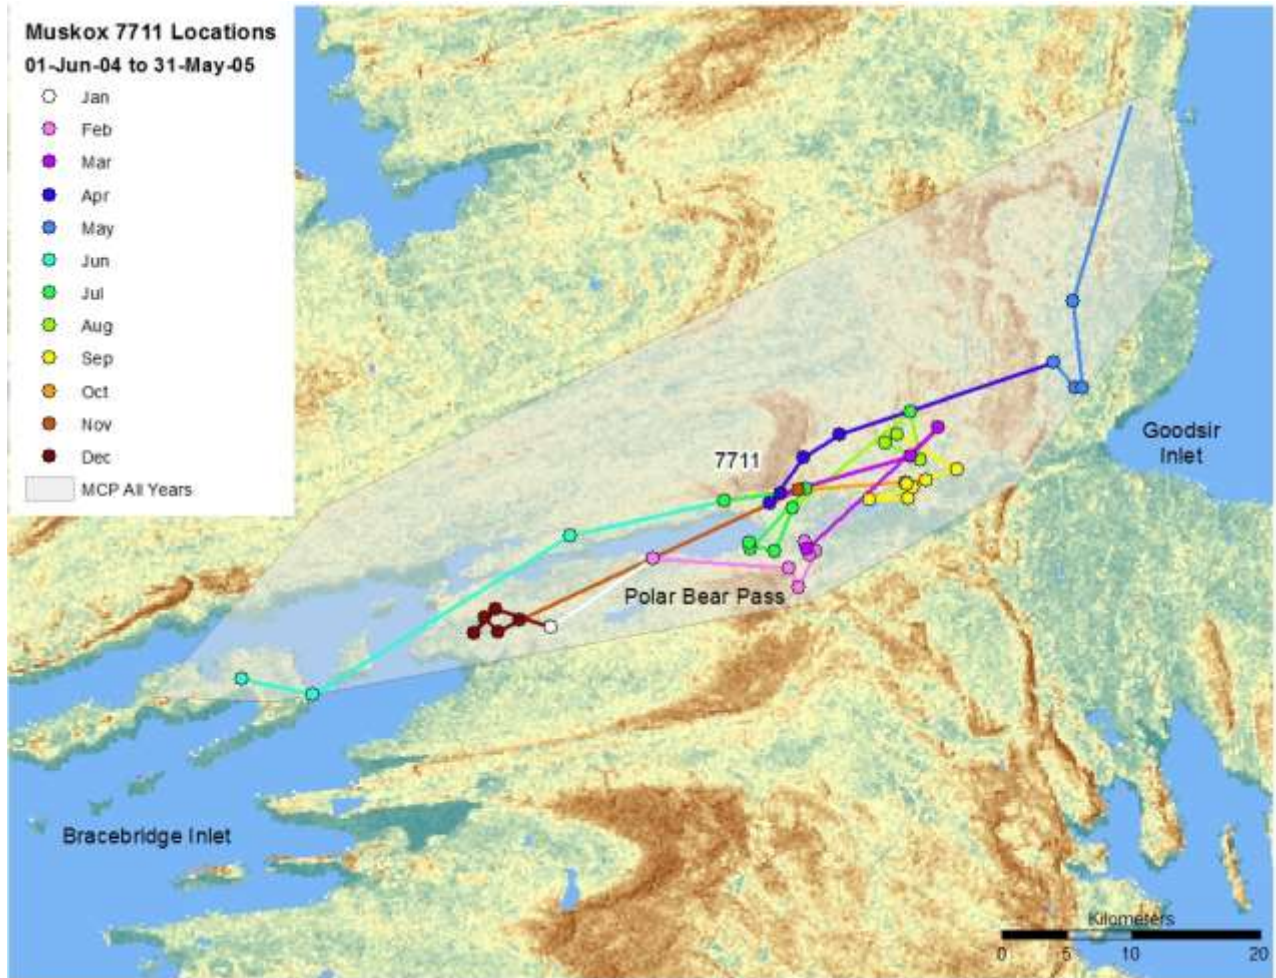 Muskox 7711 Locations
01-Jun-04 to 31-May-05
Jan
Feb
Mar
Apr
May
Jun
Jul
Aug
Sep
Oct
Nov
Dec
MCP All Years
7711
Goodsir
Inlet
Polar Bear Pass
Bracebridge Inlet
Kilometers
0 5 10 20